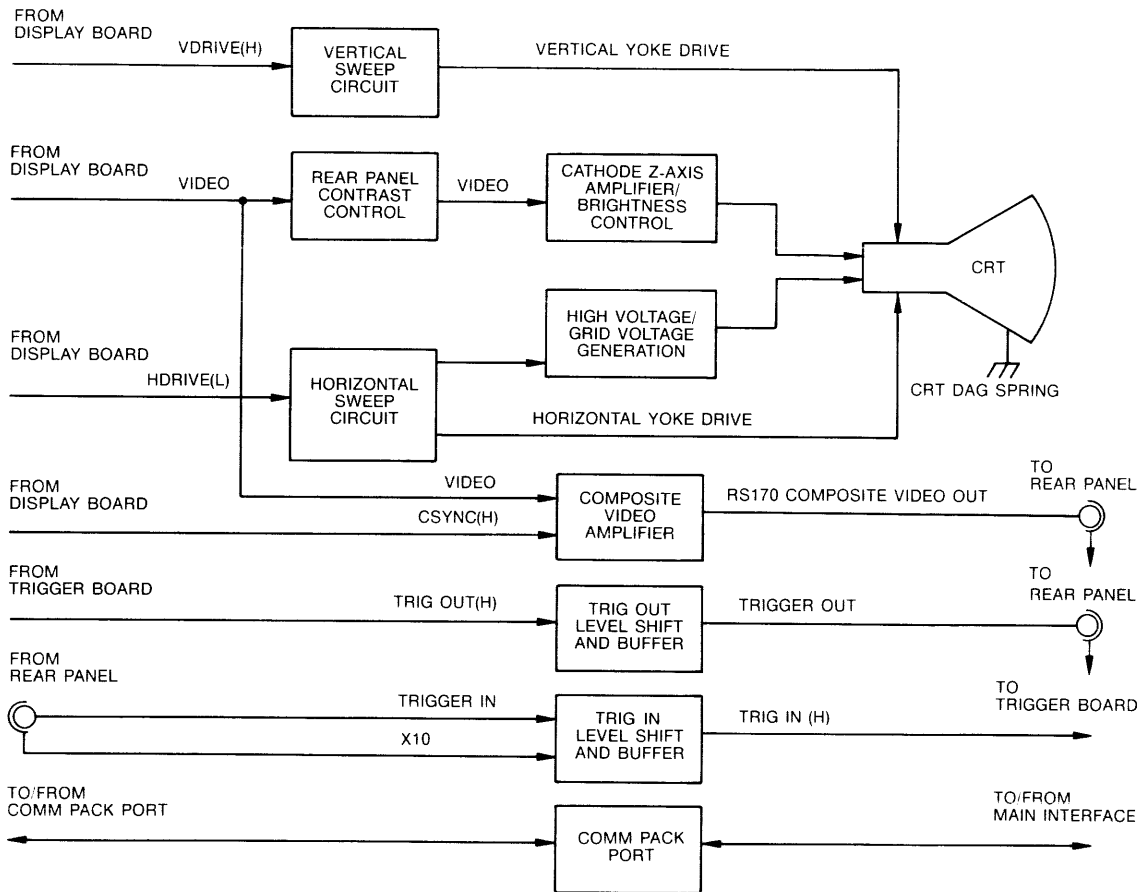 FROM
DISPLAY BOARD
VDRIVE(H)
VERTICAL
SWEEP
CIRCUIT
VERTICAL YOKE DRIVE
FROM
DISPLAY BOARD
VIDEO
REAR PANEL
CONTRAST
CONTROL
VIDEO
CATHODE Z-AXIS
AMPLIFIER/
BRIGHTNESS
CONTROL
CRT
HIGH VOLTAGE/
GRID VOLTAGE
GENERATION
FROM
DISPLAY BOARD
HDRIVE(L)
HORIZONTAL
SWEEP
CIRCUIT
HORIZONTAL YOKE DRIVE
CRT DAG SPRING
FROM
DISPLAY BOARD
VIDEO
CSYNC(H)
COMPOSITE
VIDEO
AMPLIFIER
RS170 COMPOSITE VIDEO OUT
TO
REAR PANEL
FROM
TRIGGER BOARD
TRIG OUT(H)
TRIG OUT
LEVEL SHIFT
AND BUFFER
TRIGGER OUT
TO
REAR PANEL
FROM
REAR PANEL
TRIGGER IN
X10
TRIG IN
LEVEL SHIFT
AND BUFFER
TRIG IN (H)
TO
TRIGGER BOARD
TO/FROM
COMM PACK PORT
COMM PACK
PORT
TO/FROM
MAIN INTERFACE